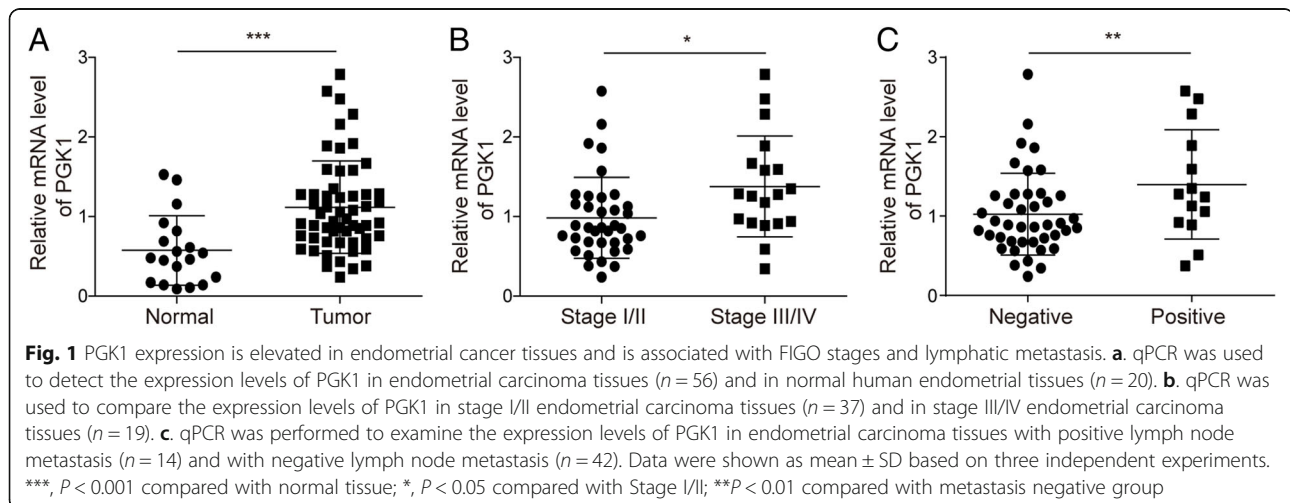 A
***
Relative mRNA level
of PGK1
3
2
1
0
Normal
Tumor
B
*
Relative mRNA level
of PGK1
3
2
1
0
Stage I/II
Stage III/IV
C
**
Relative mRNA level
of PGK1
3
2
1
0
Negative
Positive
Fig. 1 PGK1 expression is elevated in endometrial cancer tissues and is associated with FIGO stages and lymphatic metastasis. a. qPCR was used
to detect the expression levels of PGK1 in endometrial carcinoma tissues (n = 56) and in normal human endometrial tissues (n = 20). b. qPCR was
used to compare the expression levels of PGK1 in stage I/II endometrial carcinoma tissues (n = 37) and in stage III/IV endometrial carcinoma
tissues (n = 19). c. qPCR was performed to examine the expression levels of PGK1 in endometrial carcinoma tissues with positive lymph node
metastasis (n = 14) and with negative lymph node metastasis (n = 42). Data were shown as mean ± SD based on three independent experiments.
***, P < 0.001 compared with normal tissue; *, P < 0.05 compared with Stage I/II; **P < 0.01 compared with metastasis negative group